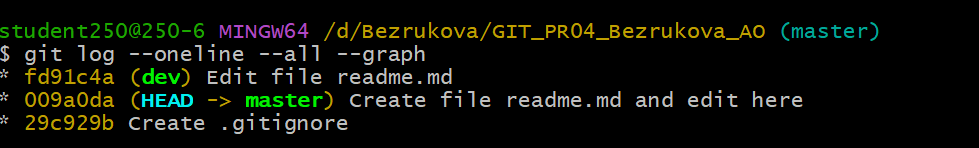 student250@250-6 MINGW64 /d/Bezrukova/GIT_PR04_Bezrukova_AO (master)
$ git log --oneline --all --graph
* fd91c4a (dev) Edit file readme.md
* 009a0da (HEAD -> master) Create file readme.md and edit here
* 29c929b Create .gitignore